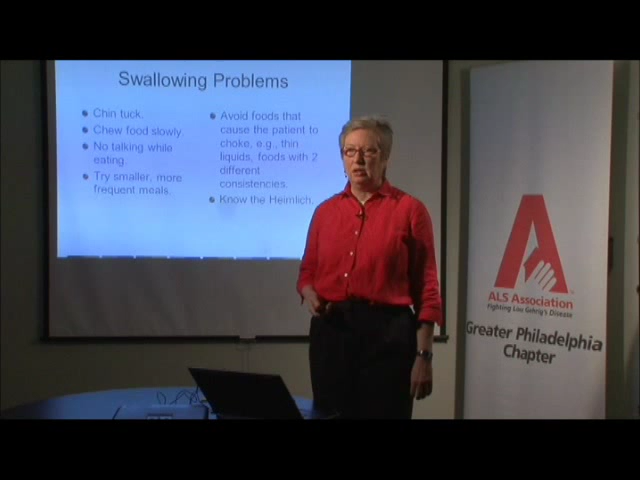 Swallowing Problems
Chin tuck.
Chew food slowly.
No talking while
eating.
Try smaller, more
frequent meals.
Avoid foods that
cause the patient to
choke, e.g., thin
liquids, foods with 2
different
consistencies.
Know the Heimlich.
ALS Association
Fighting Lou Gehrig's Disease
Greater Philadelphia
Chapter